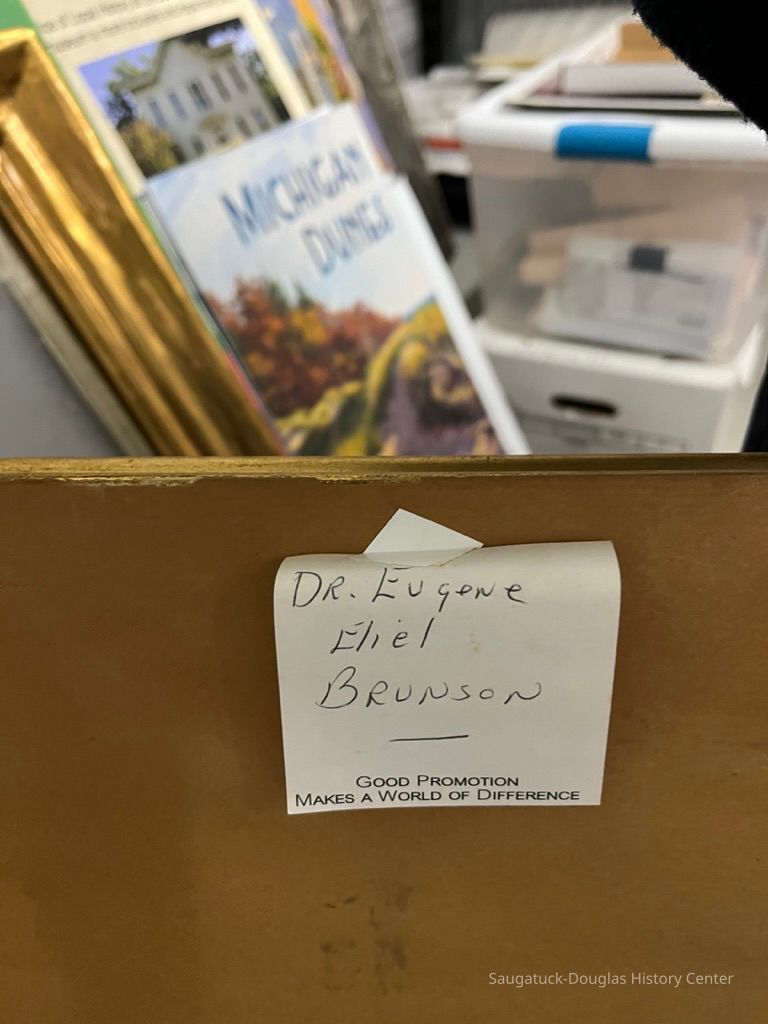 MICHIGAN
DUNES
DR. Eugene
Eliel
BRUNSON
GOOD PROMOTION
MAKES A WORLD OF DIFFERENCE
Saugatuck-Douglas History Center